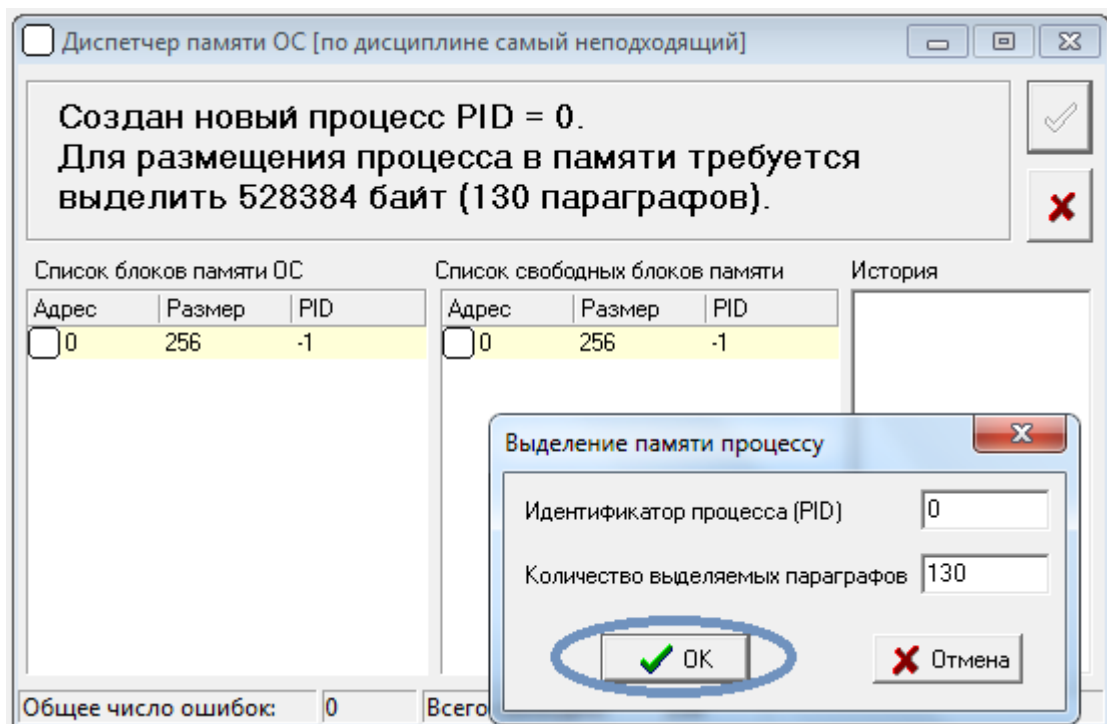 Диспетчер памяти ОС [по дисциплине самый неподходящий]
Создан новый процесс PID = 0.
Для размещения процесса в памяти требуется
выделить 528384 байт (130 параграфов).
Список блоков памяти ОС
Адрес Размер PID
0 256 -1
Список свободных блоков памяти
Адрес Размер PID
0 256 -1
История
Выделение памяти процессу
Идентификатор процесса (PID) 0
Количество выделяемых параграфов 130
OK
Отмена
Общее число ошибок: 0 Всего